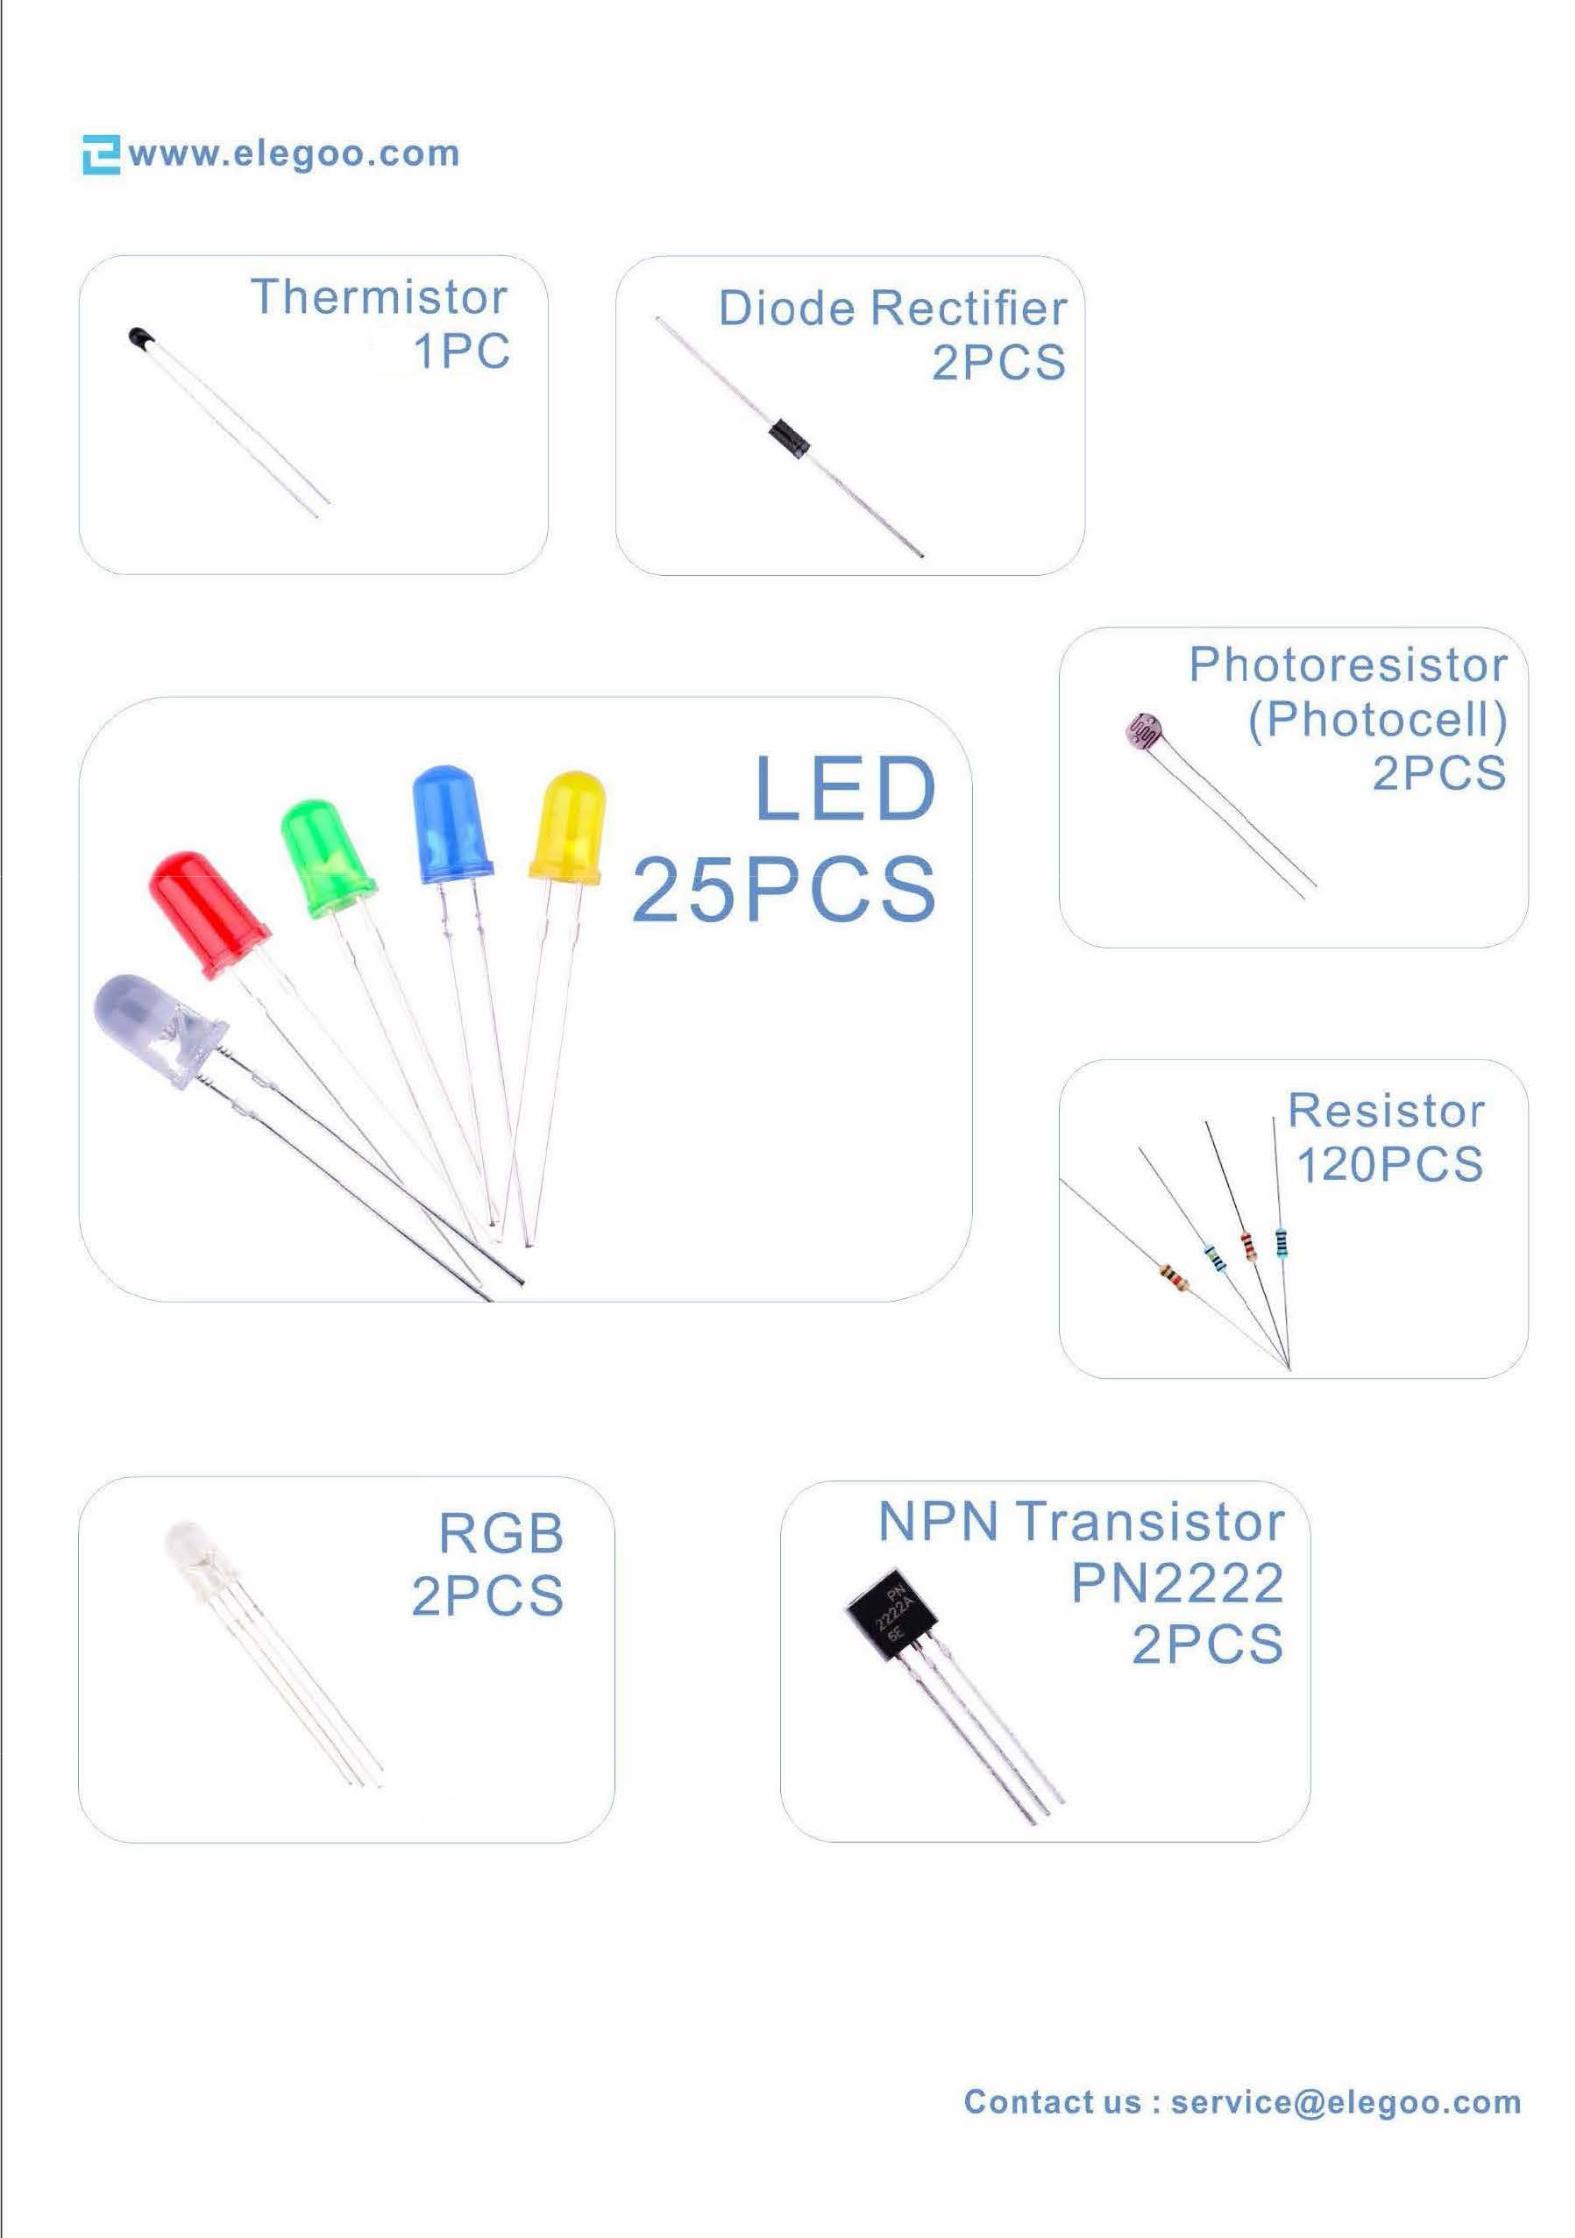 www.elegoo.com
Thermistor
1PC
Diode Rectifier
2PCS
Photoresistor
(Photocell)
2PCS
LED
25PCS
Resistor
120PCS
RGB
2PCS
NPN Transistor
PN2222
2PCS
PN
2222A
6E
Contact us : service@elegoo.com